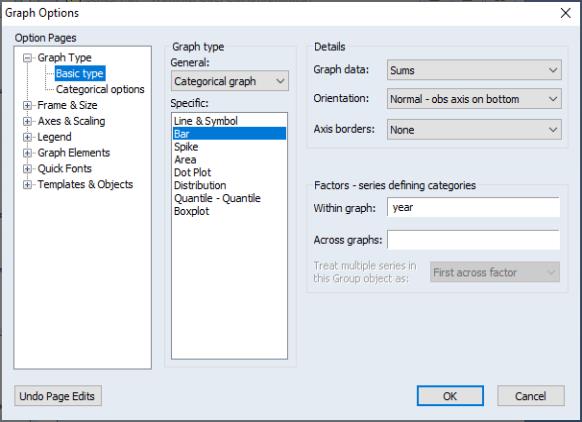 Graph Options
Option Pages
Graph Type
Basic type
Categorical options
Frame & Size
Axes & Scaling
Legend
Graph Elements
Quick Fonts
Templates & Objects
Graph type
General:
Categorical graph
Specific:
Line & Symbol
Bar
Spike
Area
Dot Plot
Distribution
Quantile - Quantile
Boxplot
Details
Graph data: Sums
Orientation: Normal - obs axis on bottom
Axis borders: None
Factors - series defining categories
Within graph: year
Across graphs:
Treat multiple series in
this Group object as: First across factor
Undo Page Edits
OK
Cancel